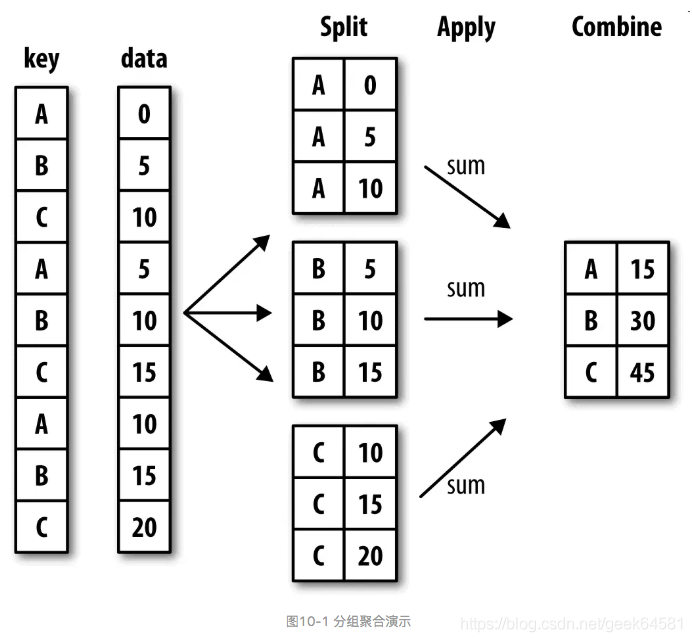 key data
A 0
B 5
C 10
A 5
B 10
C 15
A 10
B 15
C 20
Split
A 0
A 5
A 10
B 5
B 10
B 15
C 10
C 15
C 20
Apply
sum
sum
sum
Combine
A 15
B 30
C 45
图10-1 分组聚合演示
https://blog.csdn.net/geek64581